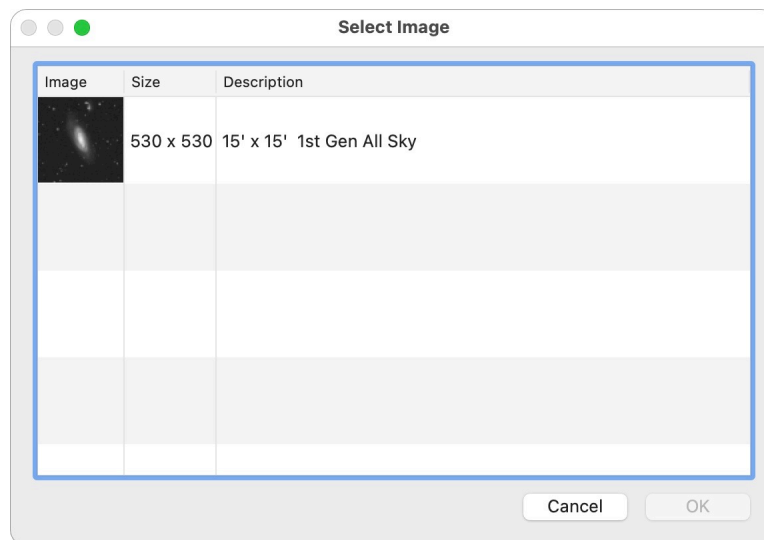 Select Image
Image Size Description
530 x 530 15' x 15'  1st Gen All Sky
Cancel OK